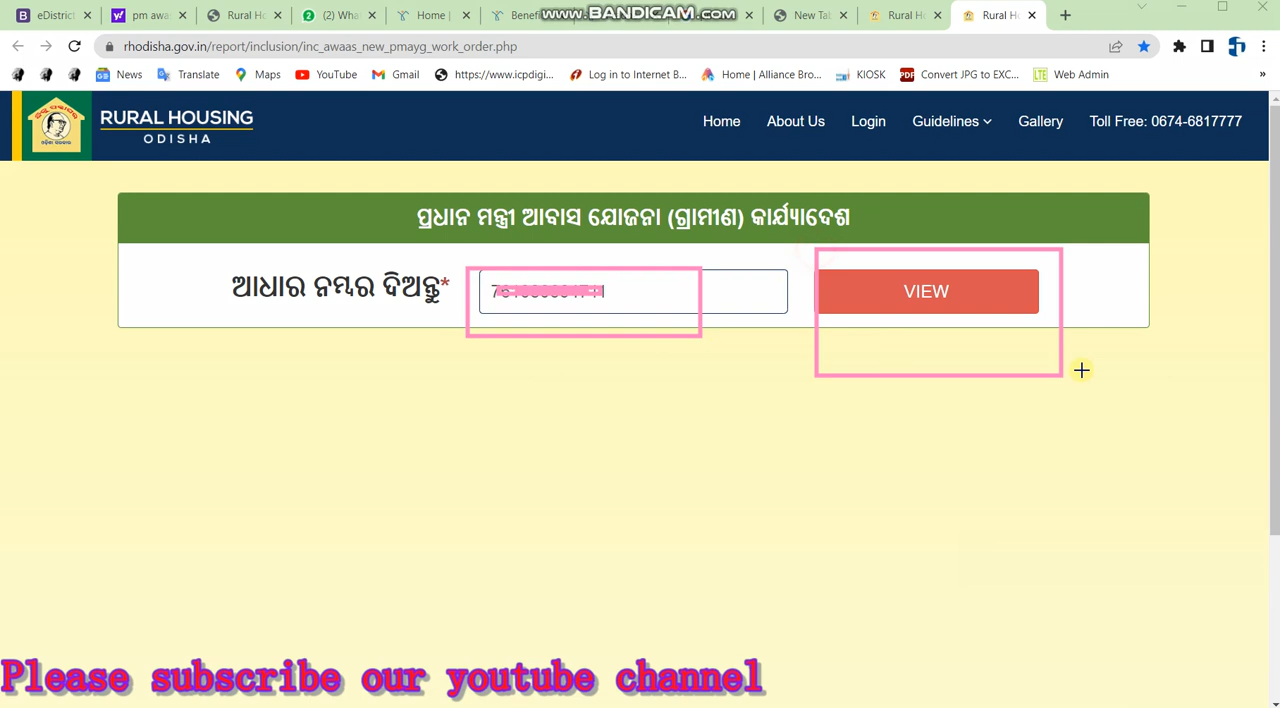 eDistrict pm awa Rural Ho (2) Wha Home | Benef www.BANDICAM.com New Tab Rural H Rural H
rhodisha.gov.in/report/inclusion/inc_awaas_new_pmayg_work_order.php
News Translate Maps YouTube Gmail https://www.icpdigi... Log in to Internet B... Home | Alliance Bro... KIOSK Convert JPG to EXC... Web Admin »
RURAL HOUSING
ODISHA
Home About Us Login Guidelines Gallery Toll Free: 0674-6817777
ପ୍ରଧାନ ମନ୍ତ୍ରୀ ଆବାସ ଯୋଜନା (ଗ୍ରାମୀଣ) କାର୍ଯ୍ୟାଦେଶ
ଆଧାର ନମ୍ବର ଦିଅନ୍ତୁ* VIEW
Please subscribe our youtube channel